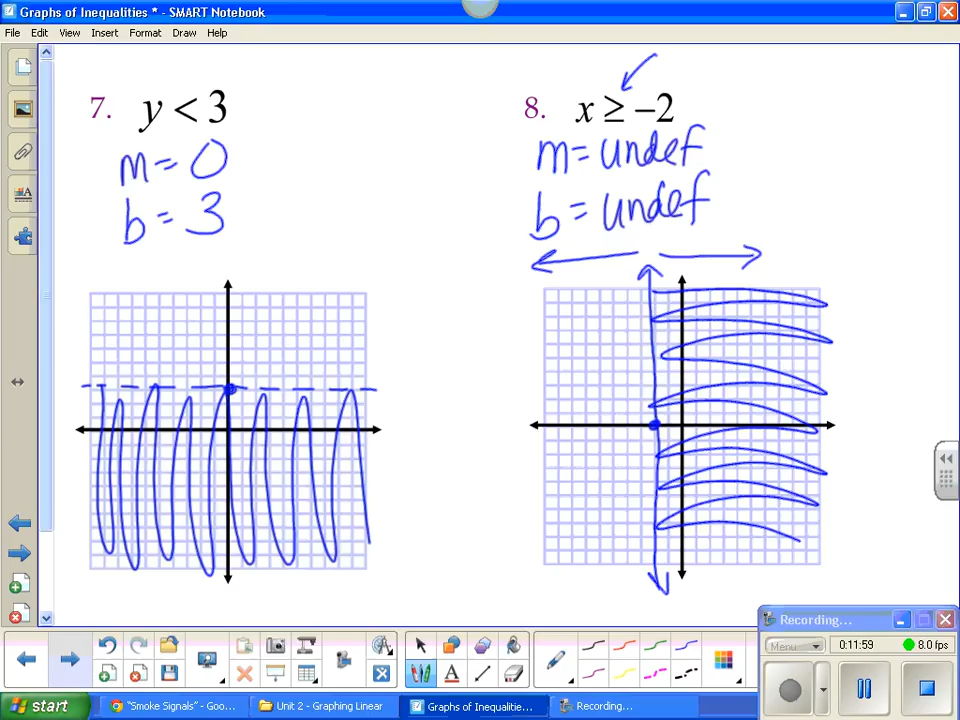 Graphs of Inequalities * - SMART Notebook
File Edit View Insert Format Draw Help
7. y < 3
m = 0
b = 3
8. x ≥ −2
m = undef
b = undef
Recording...
Menu
0:11:59
8.0 fps
start
“Smoke Signals” - Goo...
Unit 2 - Graphing Linear
Graphs of Inequalitie...
Recording...